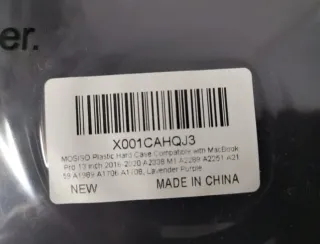 er.
X001CAHQJ3
MOSISO Plastic Hard Case Compatible with MacBook
Pro 13 inch 2016-2020 A2338 M1 A2289 A2251 A21
59 A1989 A1706 A1708, Lavender Purple
NEW
MADE IN CHINA